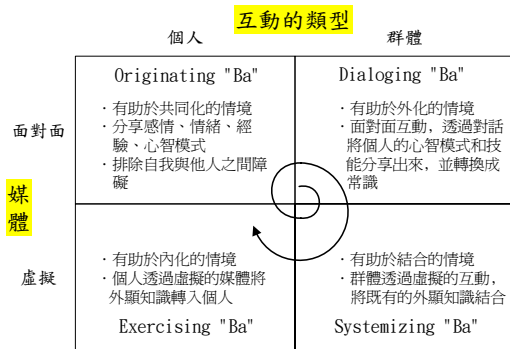 互動的類型
個人
群體
媒體
面對面
Originating "Ba"
·有助於共同化的情境
·分享感情、情緒、經
驗、心智模式
·排除自我與他人之間障
礙
Dialoging "Ba"
·有助於外化的情境
·面對面互動，透過對話
將個人的心智模式和技
能分享出來，並轉換成
常識
虛擬
·有助於內化的情境
·個人透過虛擬的媒體將
外顯知識轉入個人
Exercising "Ba"
·有助於結合的情境
·群體透過虛擬的互動，
將既有的外顯知識結合
Systemizing "Ba"